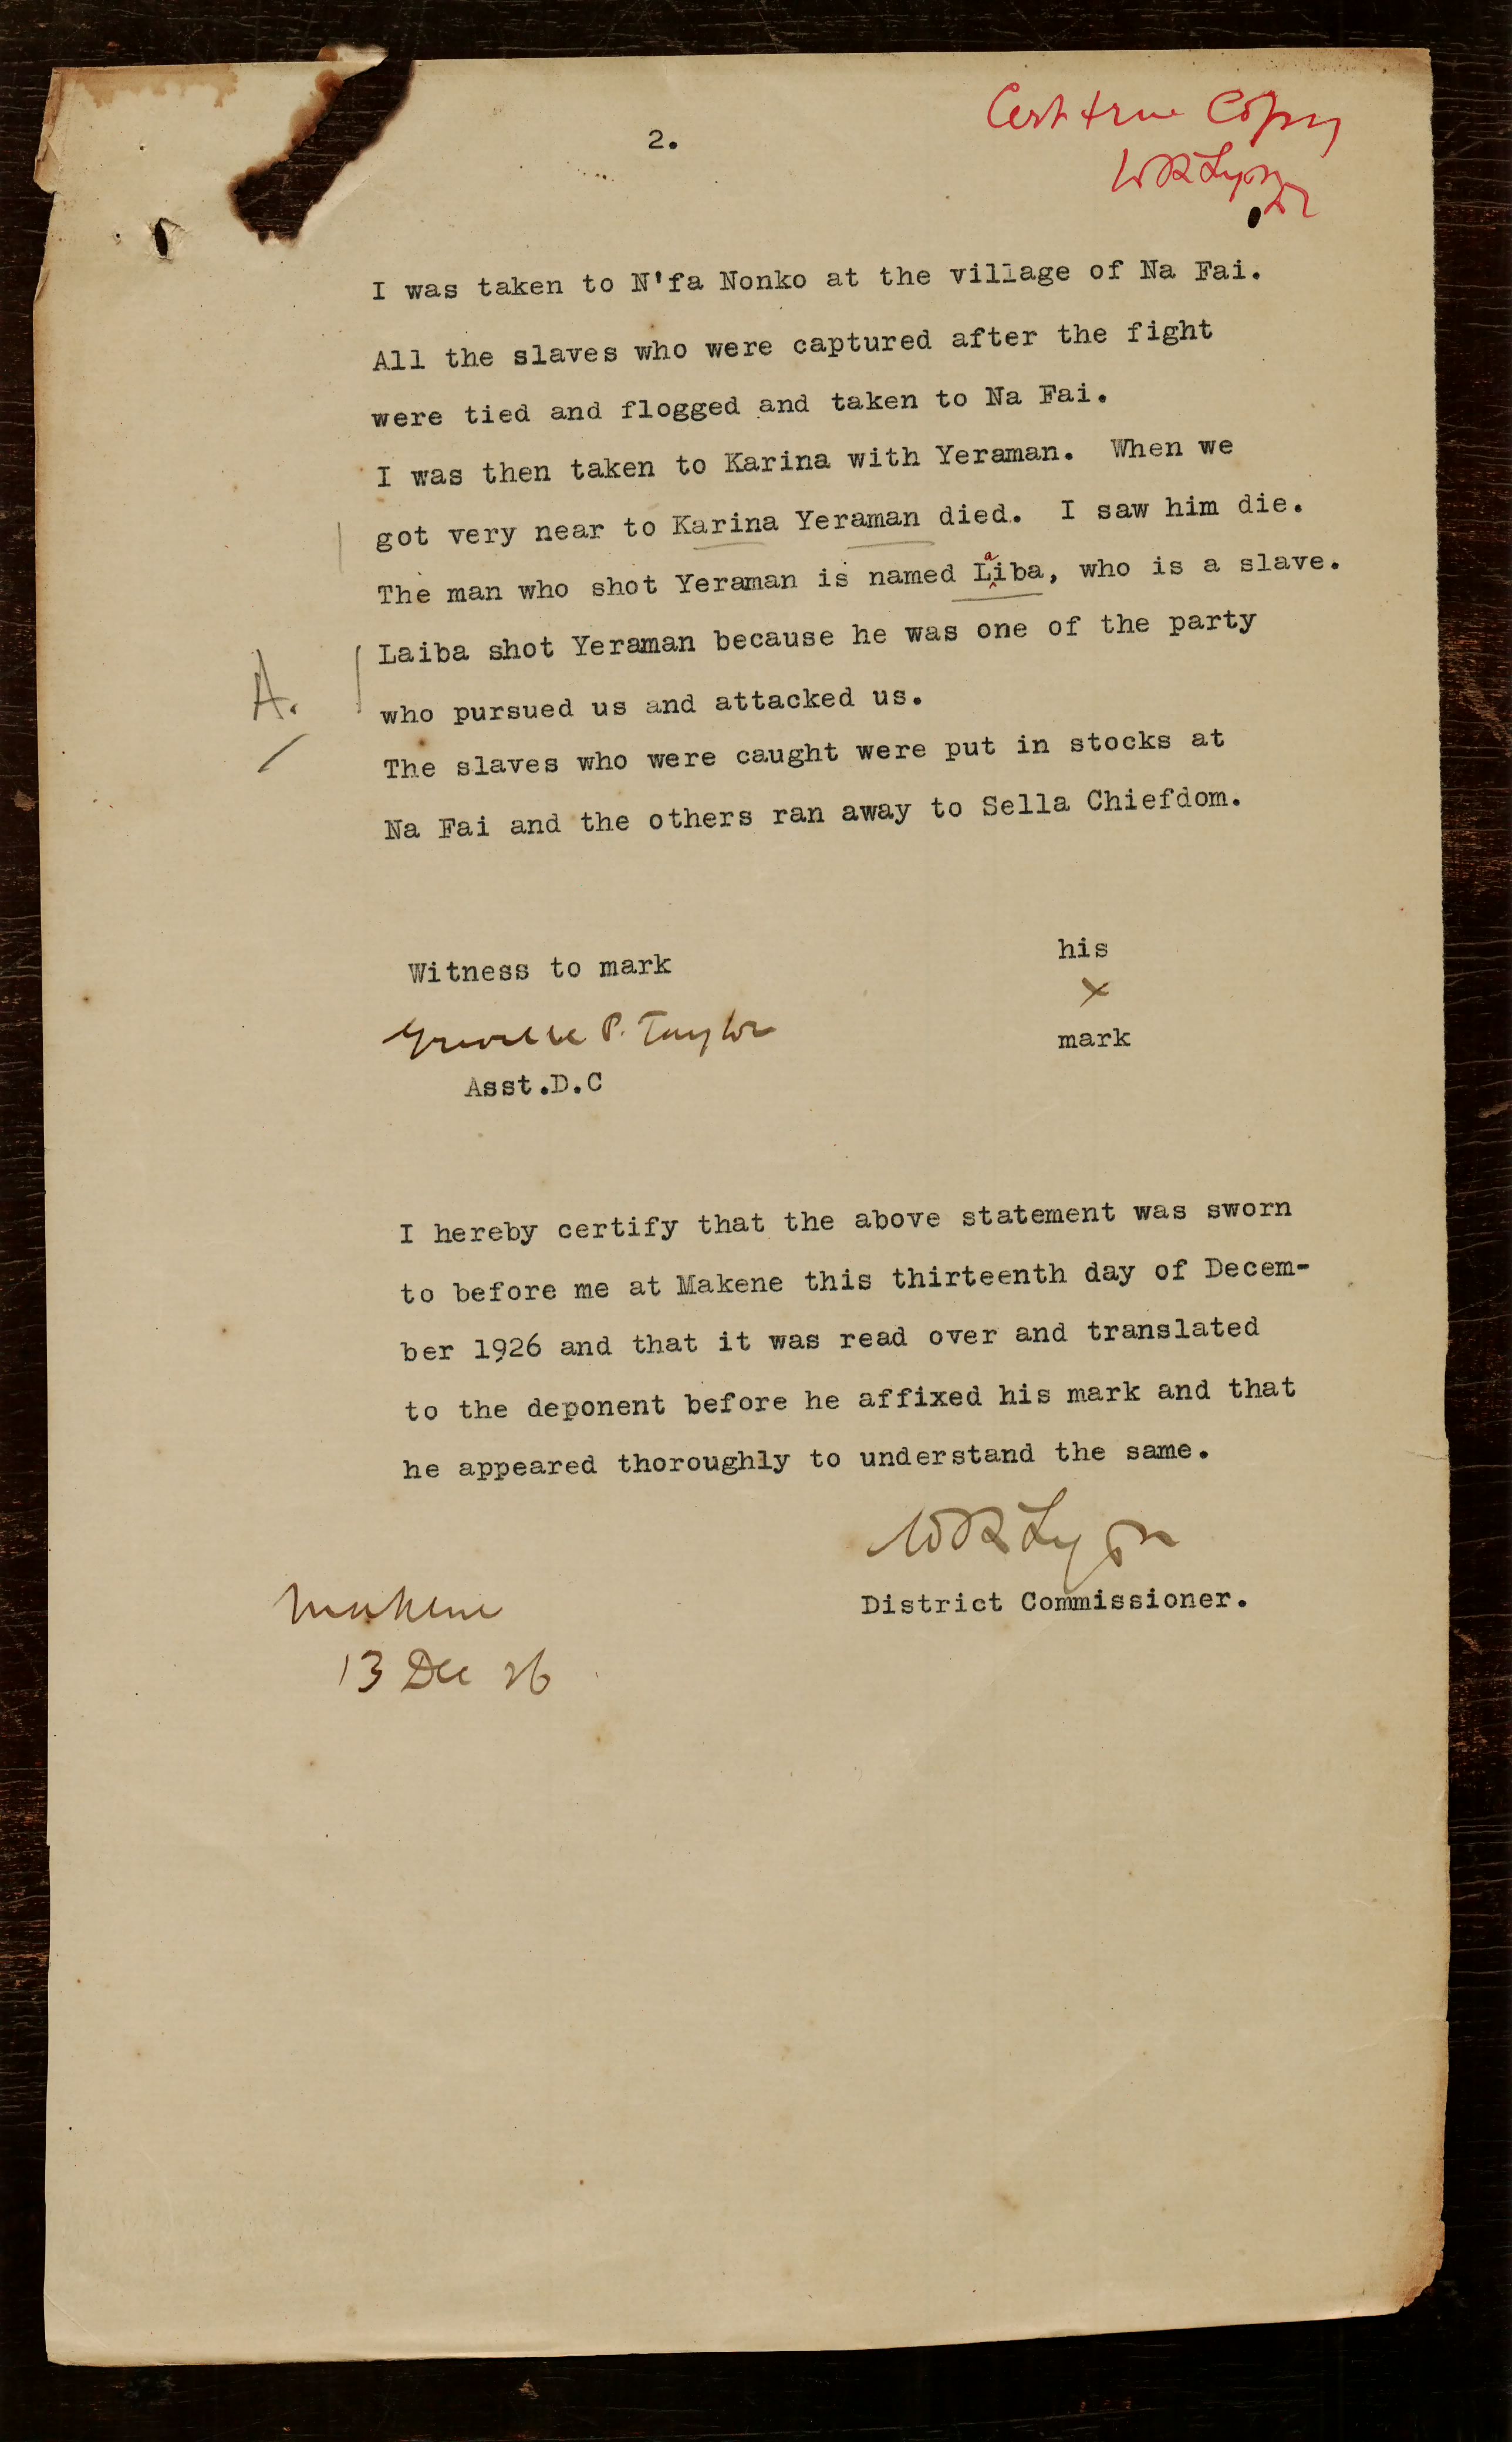 2.
Cert true Copy
WRLyon
I was taken to N'fa Nonko at the village of Na Fai.
All the slaves who were captured after the fight
were tied and flogged and taken to Na Fai.
I was then taken to Karina with Yeraman. When we
got very near to Karina Yeraman died. I saw him die.
The man who shot Yeraman is named Laiba, who is a slave.
Laiba shot Yeraman because he was one of the party
A.
who pursued us and attacked us.
The slaves who were caught were put in stocks at
Na Fai and the others ran away to Sella Chiefdom.
Witness to mark
his
x
Greville P. Taylor
mark
Asst.D.C
I hereby certify that the above statement was sworn
to before me at Makene this thirteenth day of Decem-
ber 1926 and that it was read over and translated
to the deponent before he affixed his mark and that
he appeared thoroughly to understand the same.
WRLyon
District Commissioner.
Makene
13 Dec 26